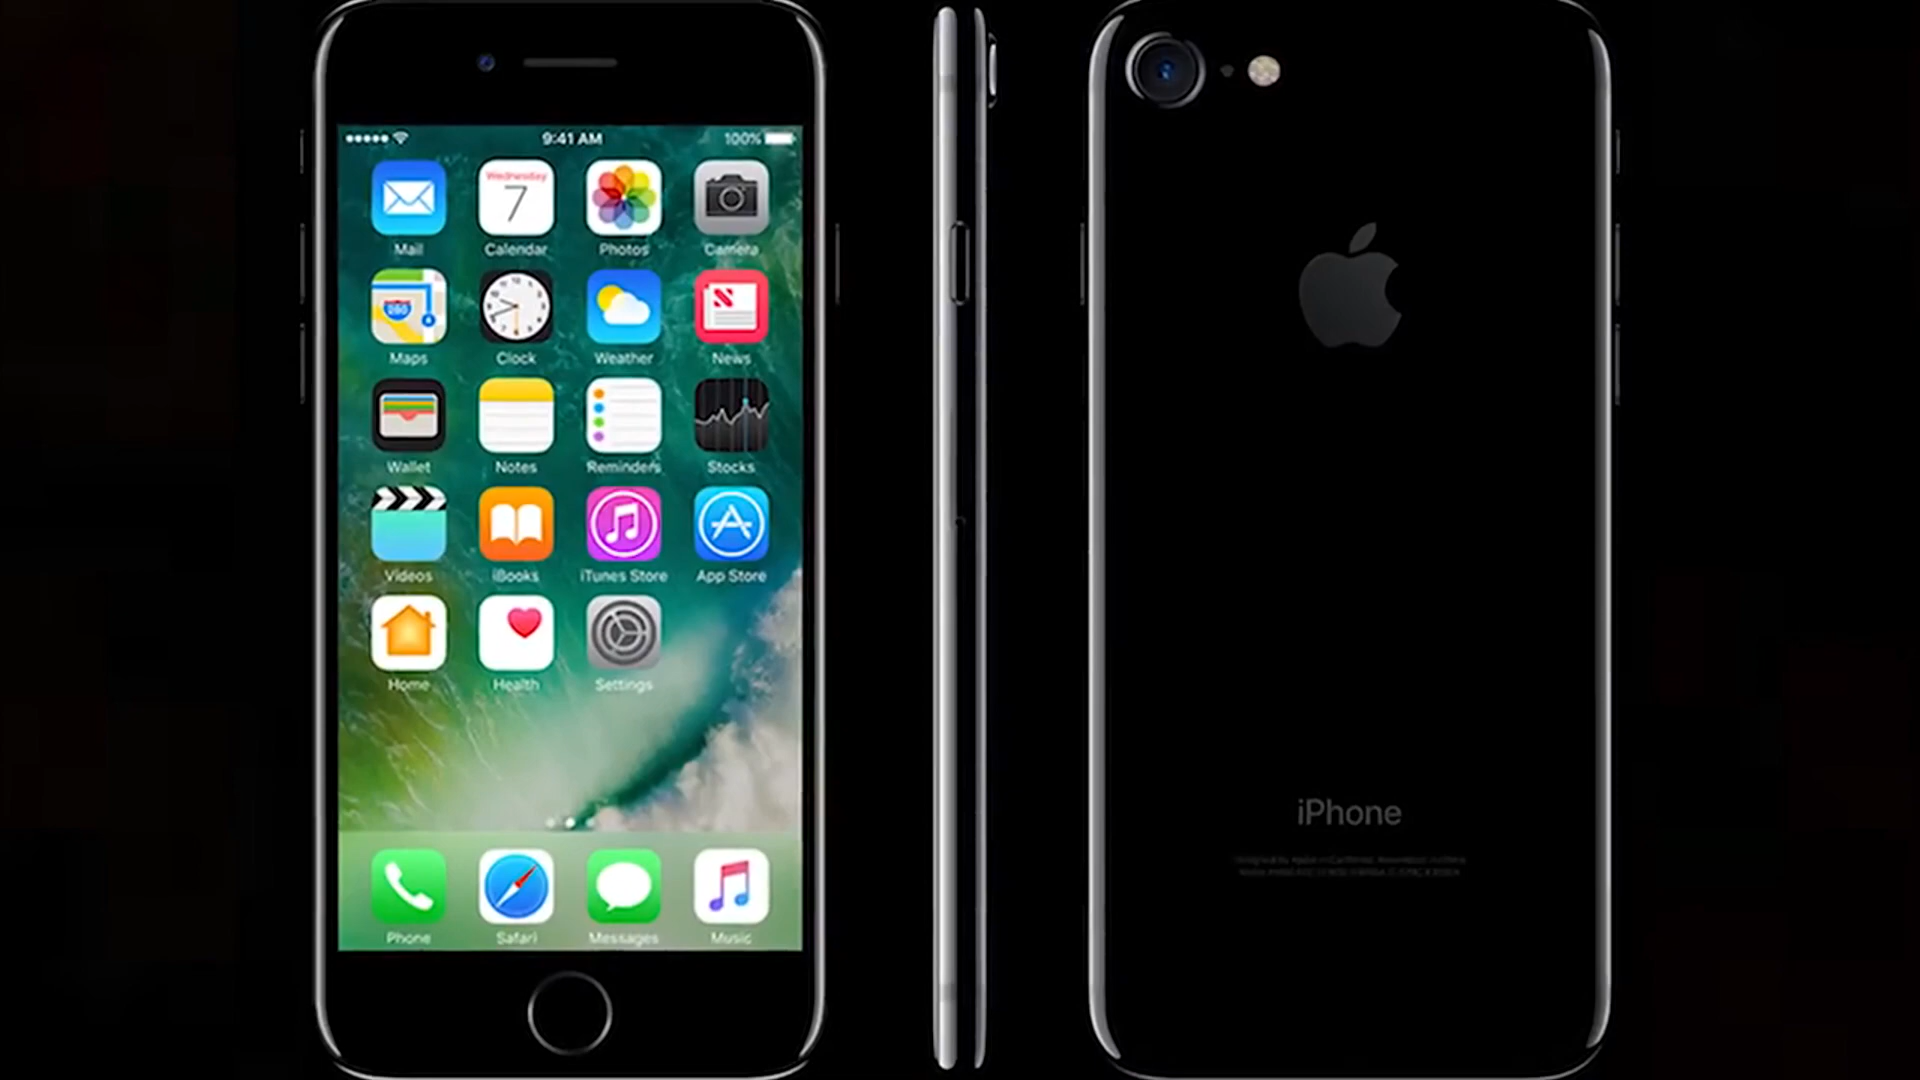 9:41 AM 100%
Wednesday
7
Mail Calendar Photos Camera
280
Maps Clock Weather News
Wallet Notes Reminders Stocks
Videos iBooks iTunes Store App Store
Home Health Settings
Phone Safari Messages Music
iPhone